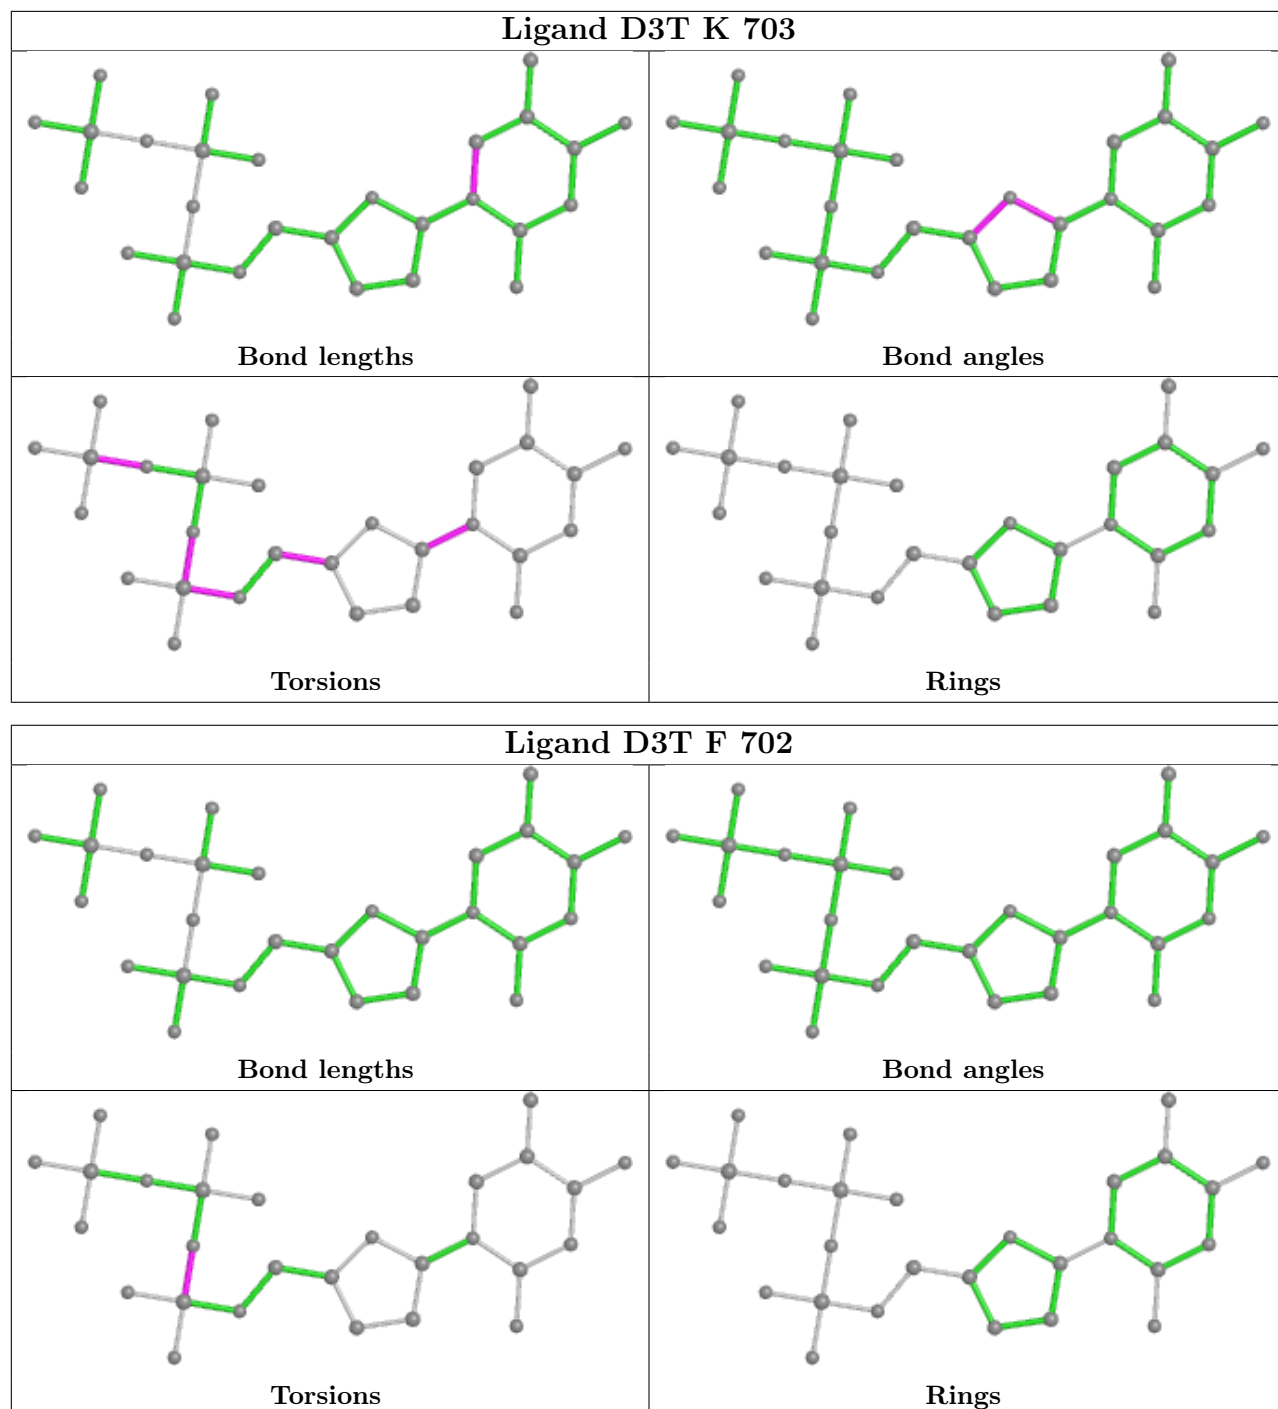 Ligand D3T K 703
Bond lengths
Bond angles
Torsions
Rings
Ligand D3T F 702
Bond lengths
Bond angles
Torsions
Rings